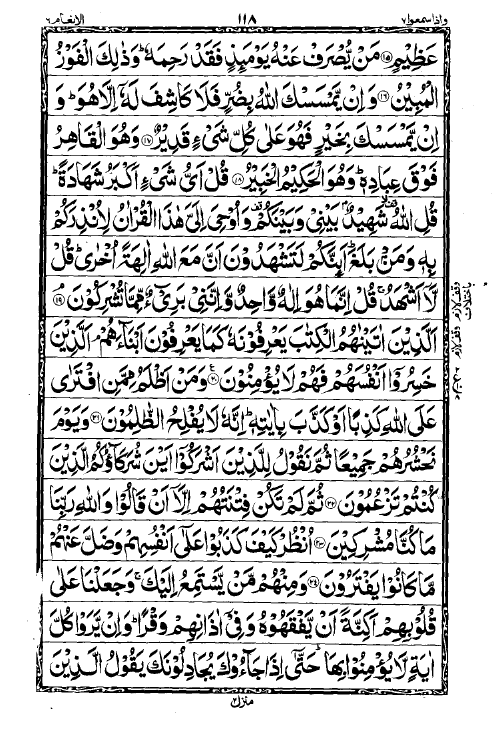 واذا سمعوا ٧ ١١٨ الانعام ٦
عَظِيْمٍ ۝١٥ مَنْ يُّصْرَفْ عَنْهُ يَوْمَىِٕذٍ فَقَدْ رَحِمَهٗ ؕ وَذٰلِكَ الْفَوْزُ
الْمُبِيْنُ ۝١٦ وَاِنْ يَّمْسَسْكَ اللّٰهُ بِضُرٍّ فَلَا كَاشِفَ لَهٗۤ اِلَّا هُوَ ؕ وَ
اِنْ يَّمْسَسْكَ بِخَيْرٍ فَهُوَ عَلٰى كُلِّ شَیْءٍ قَدِيْرٌ ۝١٧ وَهُوَ الْقَاهِرُ
فَوْقَ عِبَادِهٖ ؕ وَهُوَ الْحَكِيْمُ الْخَبِيْرُ ۝١٨ قُلْ اَیُّ شَیْءٍ اَكْبَرُ شَهَادَةً ؕ
قُلِ اللّٰهُ شَهِيْدٌۢ بَيْنِیْ وَبَيْنَكُمْ وَاُوْحِیَ اِلَیَّ هٰذَا الْقُرْاٰنُ لِاُنْذِرَكُمْ
بِهٖ وَمَنْۢ بَلَغَ ؕ اَىِٕنَّكُمْ لَتَشْهَدُوْنَ اَنَّ مَعَ اللّٰهِ اٰلِهَةً اُخْرٰی ؕ قُلْ
لَّاۤ اَشْهَدُ ۚ قُلْ اِنَّمَا هُوَ اِلٰهٌ وَّاحِدٌ وَّاِنَّنِیْ بَرِیْٓءٌ مِّمَّا تُشْرِكُوْنَ ۝١٩
اَلَّذِيْنَ اٰتَيْنٰهُمُ الْكِتٰبَ يَعْرِفُوْنَهٗ كَمَا يَعْرِفُوْنَ اَبْنَآءَهُمْ ۘ اَلَّذِيْنَ
خَسِرُوْۤا اَنْفُسَهُمْ فَهُمْ لَا يُؤْمِنُوْنَ ۝٢٠ وَمَنْ اَظْلَمُ مِمَّنِ افْتَرٰی
عَلَی اللّٰهِ كَذِبًا اَوْ كَذَّبَ بِاٰيٰتِهٖ ؕ اِنَّهٗ لَا يُفْلِحُ الظّٰلِمُوْنَ ۝٢١ وَيَوْمَ
نَحْشُرُهُمْ جَمِيْعًا ثُمَّ نَقُوْلُ لِلَّذِيْنَ اَشْرَكُوْۤا اَيْنَ شُرَكَآؤُكُمُ الَّذِيْنَ
كُنْتُمْ تَزْعُمُوْنَ ۝٢٢ ثُمَّ لَمْ تَكُنْ فِتْنَتُهُمْ اِلَّاۤ اَنْ قَالُوْا وَاللّٰهِ رَبِّنَا
مَا كُنَّا مُشْرِكِيْنَ ۝٢٣ اُنْظُرْ كَيْفَ كَذَبُوْا عَلٰۤی اَنْفُسِهِمْ وَضَلَّ عَنْهُمْ
مَّا كَانُوْا يَفْتَرُوْنَ ۝٢٤ وَمِنْهُمْ مَّنْ يَّسْتَمِعُ اِلَيْكَ ۚ وَجَعَلْنَا عَلٰی
قُلُوْبِهِمْ اَكِنَّةً اَنْ يَّفْقَهُوْهُ وَفِیْۤ اٰذَانِهِمْ وَقْرًا ؕ وَاِنْ يَّرَوْا كُلَّ
اٰيَةٍ لَّا يُؤْمِنُوْا بِهَا ؕ حَتّٰۤی اِذَا جَآءُوْكَ يُجَادِلُوْنَكَ يَقُوْلُ الَّذِيْنَ
منزل ٢